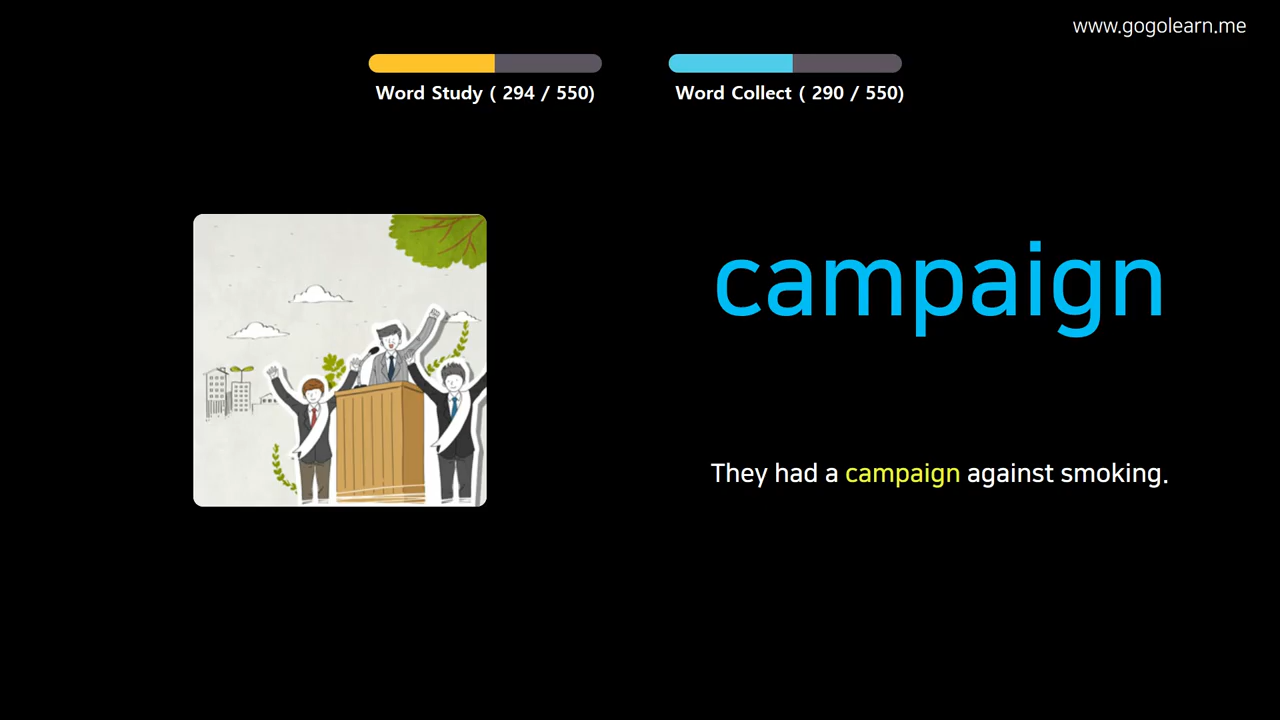 www.gogolearn.me
Word Study ( 294 / 550)
Word Collect ( 290 / 550)
campaign
They had a campaign against smoking.